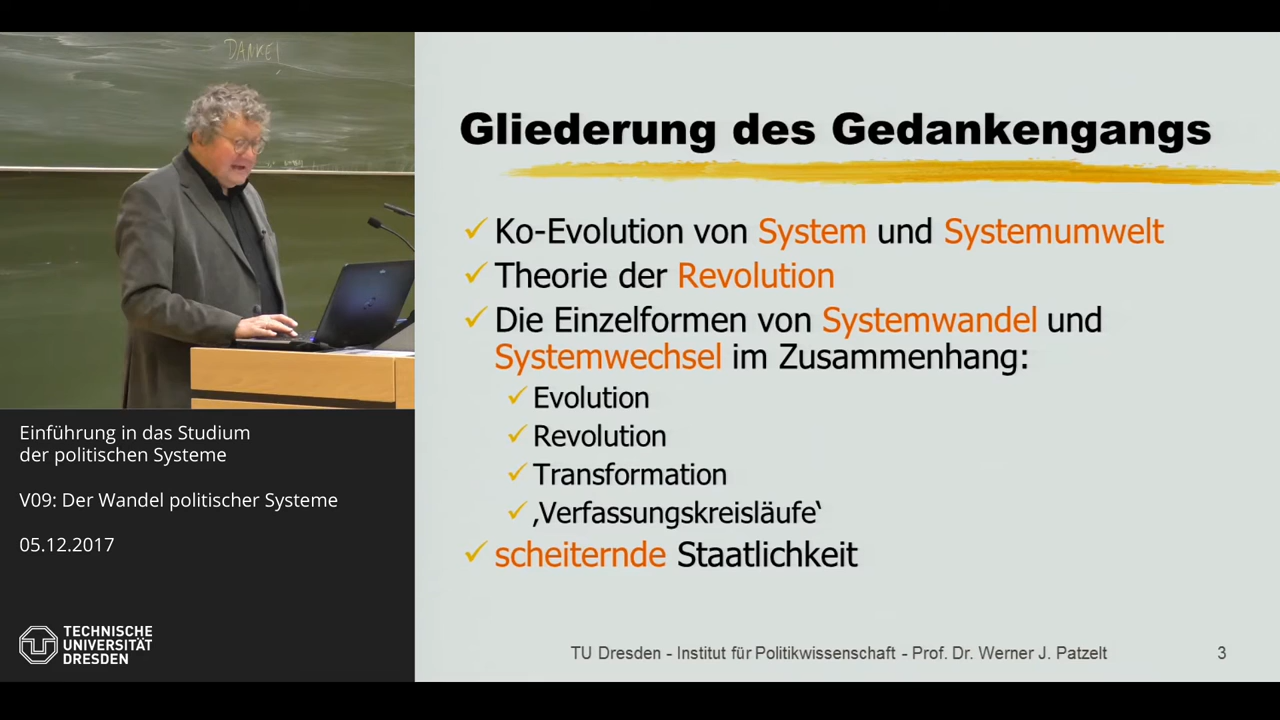 DANKE!
Gliederung des Gedankengangs
Ko-Evolution von System und Systemumwelt
Theorie der Revolution
Die Einzelformen von Systemwandel und
Systemwechsel im Zusammenhang:
Evolution
Revolution
Transformation
‚Verfassungskreisläufe‘
scheiternde Staatlichkeit
TU Dresden - Institut für Politikwissenschaft - Prof. Dr. Werner J. Patzelt
3
Einführung in das Studium
der politischen Systeme
V09: Der Wandel politischer Systeme
05.12.2017
TECHNISCHE
UNIVERSITÄT
DRESDEN